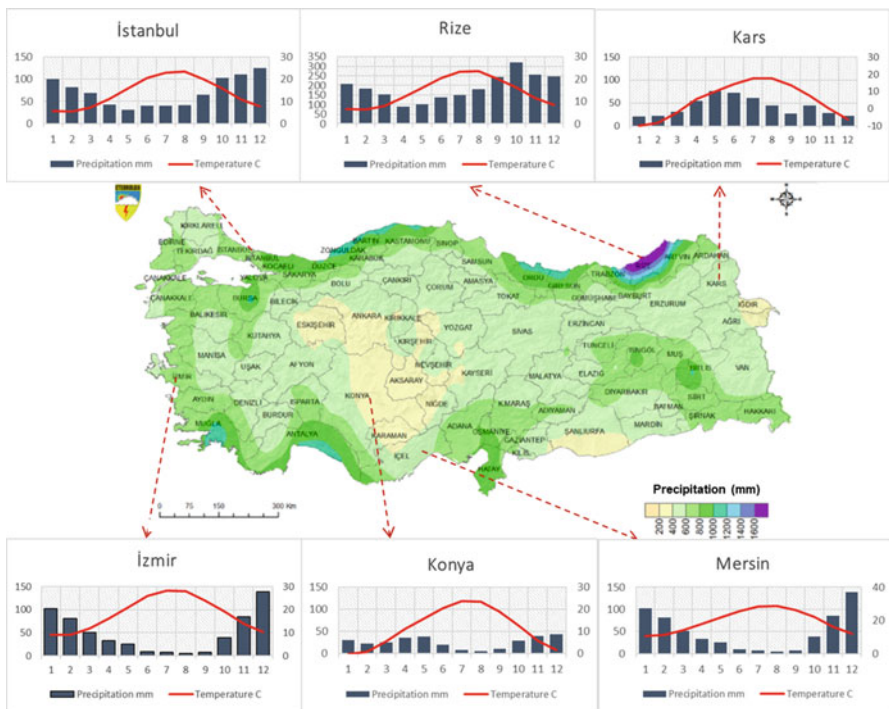 İstanbul
150
100
50
0
30
20
10
0
1 2 3 4 5 6 7 8 9 10 11 12
Precipitation mm Temperature C
Rize
350
300
250
200
150
100
50
0
30
20
10
0
1 2 3 4 5 6 7 8 9 10 11 12
Precipitation mm Temperature C
Kars
150
100
50
0
30
20
10
0
-10
1 2 3 4 5 6 7 8 9 10 11 12
Precipitation mm Temperature C
KIRKLARELİ
EDİRNE
TEKİRDAĞ
İSTANBUL
İSTANBUL
KOCAELİ
YALOVA
SAKARYA
DÜZCE
ZONGULDAK
BARTIN
KARABÜK
KASTAMONU
SİNOP
SAMSUN
ORDU
GİRESUN
TRABZON
ARTVİN
ARDAHAN
ÇANAKKALE
ÇANAKKALE
BURSA
BİLECİK
BOLU
ÇANKIRI
ÇORUM
AMASYA
TOKAT
GÜMÜŞHANE
BAYBURT
ERZURUM
KARS
IĞDIR
AĞRI
BALIKESİR
KÜTAHYA
ESKİŞEHİR
ANKARA
KIRIKKALE
KIRŞEHİR
YOZGAT
SİVAS
ERZİNCAN
TUNCELİ
BİNGÖL
MUŞ
BİTLİS
VAN
MANİSA
UŞAK
AFYON
NEVŞEHİR
KAYSERİ
MALATYA
ELAZIĞ
DİYARBAKIR
BATMAN
SİİRT
ŞIRNAK
HAKKARİ
İZMİR
AYDIN
DENİZLİ
ISPARTA
BURDUR
KONYA
AKSARAY
NİĞDE
K.MARAŞ
ADIYAMAN
MARDİN
ŞANLIURFA
MUĞLA
ANTALYA
KARAMAN
İÇEL
ADANA
OSMANİYE
GAZİANTEP
KİLİS
HATAY
0 75 150 300 Km
Precipitation (mm)
200
400
600
800
1000
1200
1400
1600
İzmir
150
100
50
0
30
20
10
0
1 2 3 4 5 6 7 8 9 10 11 12
Precipitation mm Temperature C
Konya
150
100
50
0
30
20
10
0
1 2 3 4 5 6 7 8 9 10 11 12
Precipitation mm Temperature C
Mersin
150
100
50
0
40
20
0
1 2 3 4 5 6 7 8 9 10 11 12
Precipitation mm Temperature C